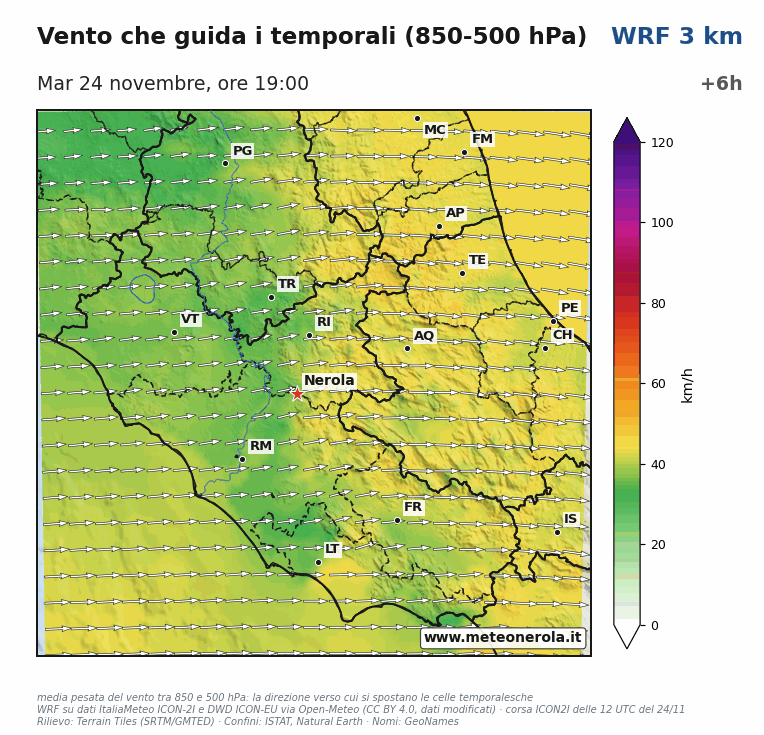 Vento che guida i temporali (850-500 hPa) WRF 3 km
Mar 24 novembre, ore 19:00 +6h
MC
FM
PG
AP
TE
TR
PE
VT
RI
AQ
CH
Nerola
RM
FR
IS
LT
www.meteonerola.it
120
100
80
60
40
20
0
km/h
media pesata del vento tra 850 e 500 hPa: la direzione verso cui si spostano le celle temporalesche
WRF su dati ItaliaMeteo ICON-2I e DWD ICON-EU via Open-Meteo (CC BY 4.0, dati modificati) · corsa ICON2I delle 12 UTC del 24/11
Rilievo: Terrain Tiles (SRTM/GMTED) · Confini: ISTAT, Natural Earth · Nomi: GeoNames